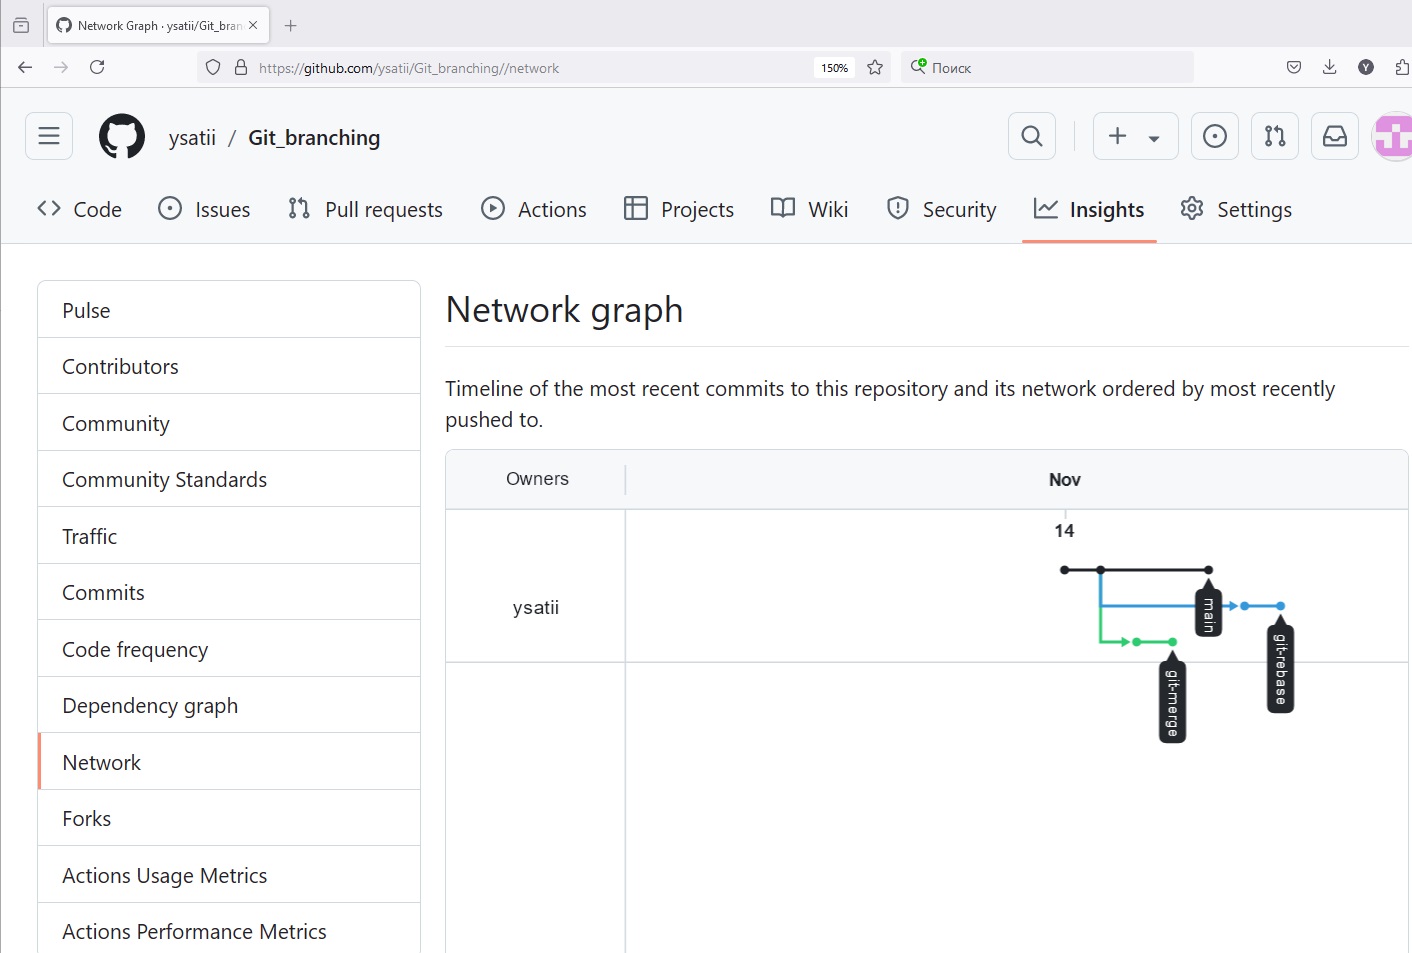 Network Graph · ysatii/Git_bran
https://github.com/ysatii/Git_branching//network
150%
Поиск
Y
ysatii / Git_branching
Code Issues Pull requests Actions Projects Wiki Security Insights Settings
Pulse
Contributors
Community
Community Standards
Traffic
Commits
Code frequency
Dependency graph
Network
Forks
Actions Usage Metrics
Actions Performance Metrics
Network graph
Timeline of the most recent commits to this repository and its network ordered by most recently
pushed to.
Owners
Nov
14
ysatii
main
git-rebase
git-merge